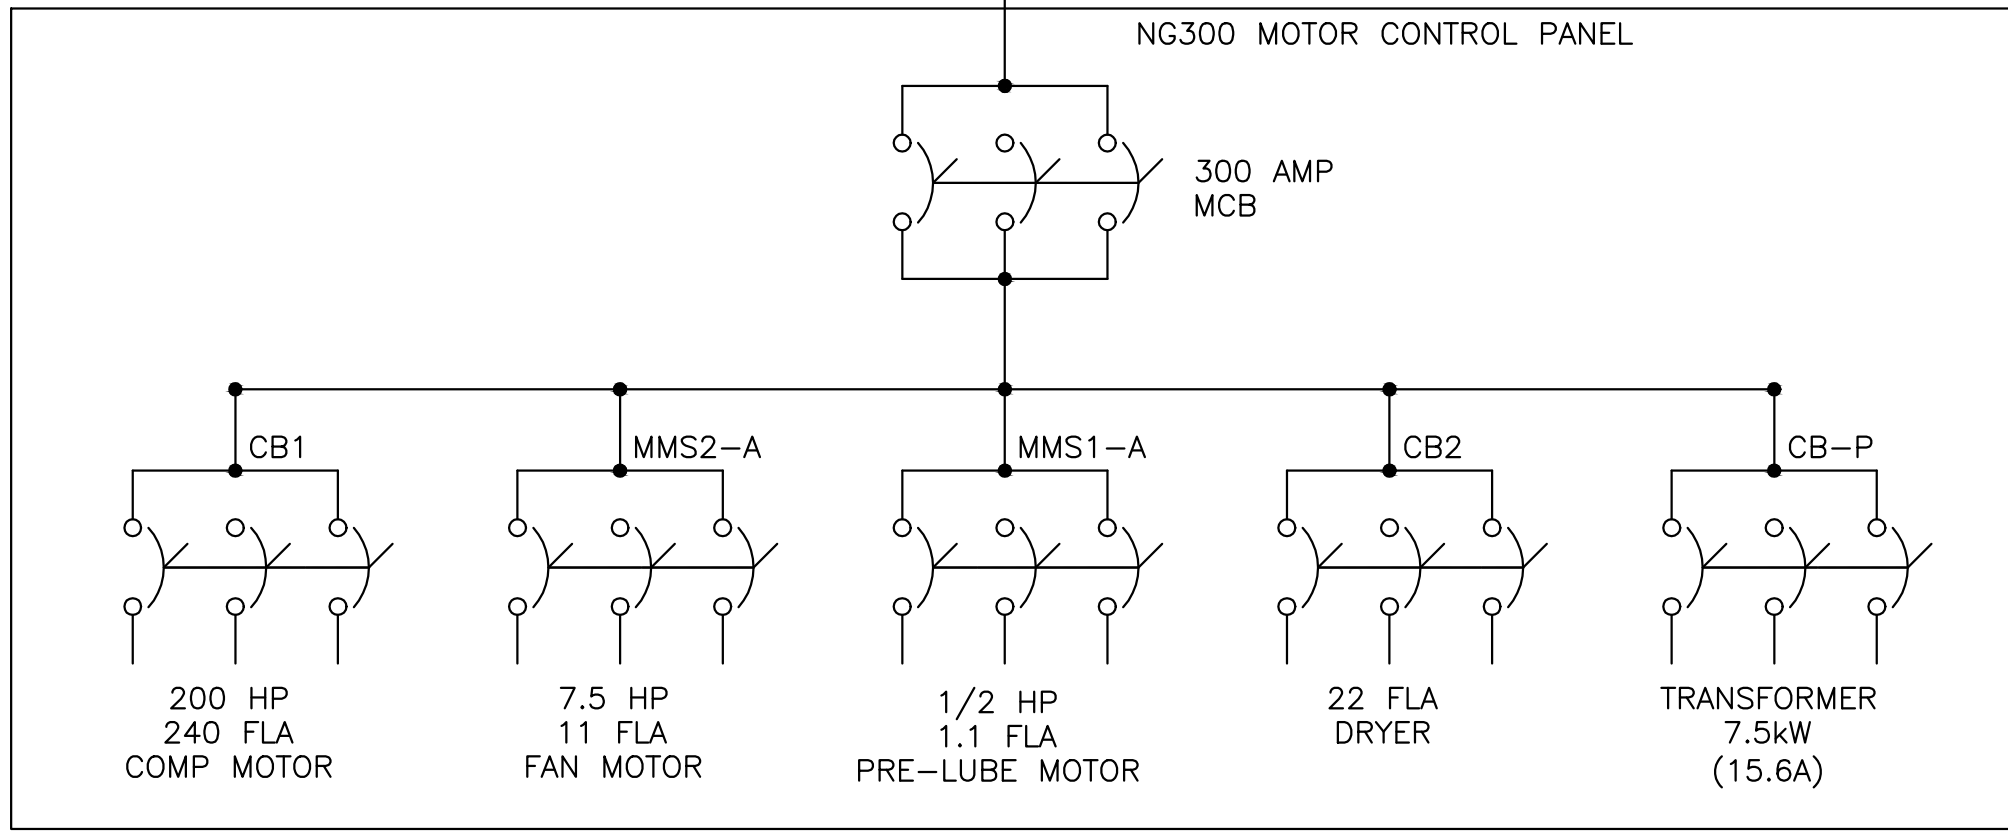 NG300 MOTOR CONTROL PANEL
300 AMP
MCB
CB1
MMS2-A
MMS1-A
CB2
CB-P
200 HP
240 FLA
COMP MOTOR
7.5 HP
11 FLA
FAN MOTOR
1/2 HP
1.1 FLA
PRE-LUBE MOTOR
22 FLA
DRYER
TRANSFORMER
7.5kW
(15.6A)